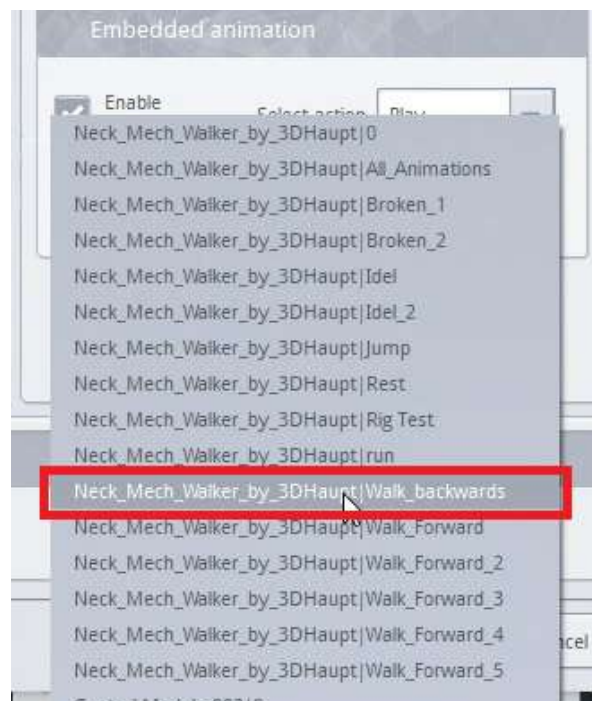 Embedded animation
Enable
Select action Play
Neck_Mech_Walker_by_3DHaupt|0
Neck_Mech_Walker_by_3DHaupt|All_Animations
Neck_Mech_Walker_by_3DHaupt|Broken_1
Neck_Mech_Walker_by_3DHaupt|Broken_2
Neck_Mech_Walker_by_3DHaupt|Idel
Neck_Mech_Walker_by_3DHaupt|Idel_2
Neck_Mech_Walker_by_3DHaupt|Jump
Neck_Mech_Walker_by_3DHaupt|Rest
Neck_Mech_Walker_by_3DHaupt|Rig Test
Neck_Mech_Walker_by_3DHaupt|run
Neck_Mech_Walker_by_3DHaupt|Walk_backwards
Neck_Mech_Walker_by_3DHaupt|Walk_Forward
Neck_Mech_Walker_by_3DHaupt|Walk_Forward_2
Neck_Mech_Walker_by_3DHaupt|Walk_Forward_3
Neck_Mech_Walker_by_3DHaupt|Walk_Forward_4
ncel
Neck_Mech_Walker_by_3DHaupt|Walk_Forward_5